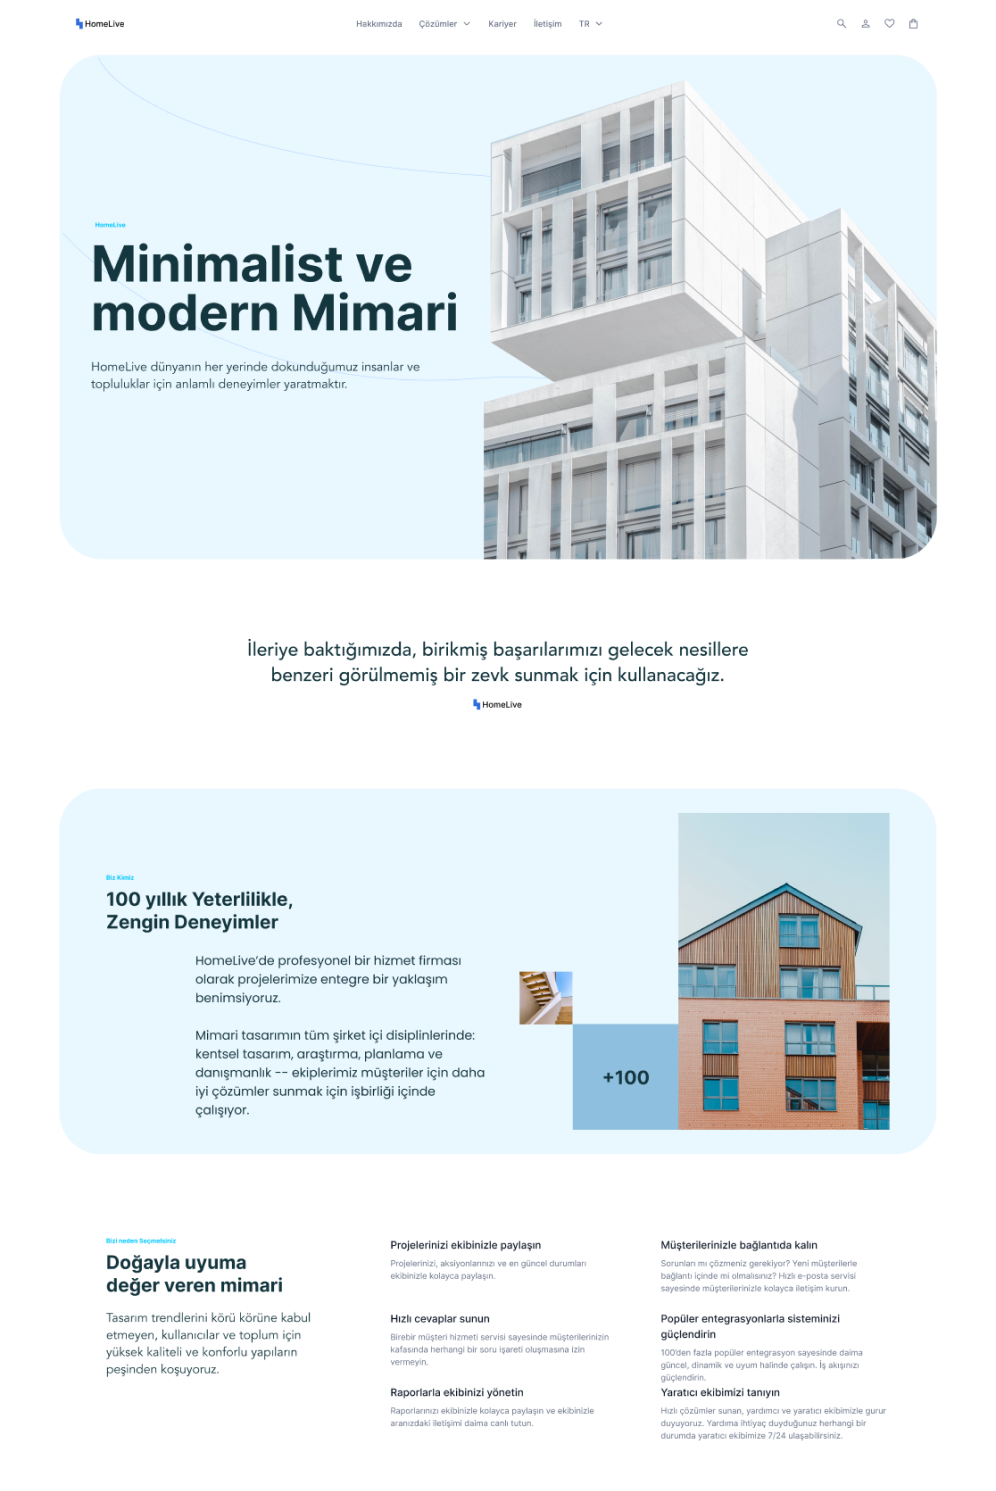 HomeLive
Hakkımızda
Çözümler
Kariyer
İletişim
TR
HomeLive
Minimalist ve
modern Mimari
HomeLive dünyanın her yerinde dokunduğumuz insanlar ve
topluluklar için anlamlı deneyimler yaratmaktır.
İleriye baktığımızda, birikmiş başarılarımızı gelecek nesillere
benzeri görülmemiş bir zevk sunmak için kullanacağız.
HomeLive
Biz Kimiz
100 yıllık Yeterlilikle,
Zengin Deneyimler
HomeLive’de profesyonel bir hizmet firması
olarak projelerimize entegre bir yaklaşım
benimsiyoruz.
Mimari tasarımın tüm şirket içi disiplinlerinde:
kentsel tasarım, araştırma, planlama ve
danışmanlık -- ekiplerimiz müşteriler için daha
iyi çözümler sunmak için işbirliği içinde
çalışıyor.
+100
Bizi neden Seçmelsiniz
Doğayla uyuma
değer veren mimari
Tasarım trendlerini körü körüne kabul
etmeyen, kullanıcılar ve toplum için
yüksek kaliteli ve konforlu yapıların
peşinden koşuyoruz.
Projelerinizi ekibinizle paylaşın
Projelerinizi, aksiyonlarınızı ve en güncel durumları
ekibinizle kolayca paylaşın.
Müşterilerinizle bağlantıda kalın
Sorunları mı çözmeniz gerekiyor? Yeni müşterilerle
bağlantı içinde mi olmalısınız? Hızlı e-posta servisi
sayesinde müşterilerinizle kolayca iletişim kurun.
Hızlı cevaplar sunun
Birebir müşteri hizmeti servisi sayesinde müşterilerinizin
kafasında herhangi bir soru işareti oluşmasına izin
vermeyin.
Popüler entegrasyonlarla sisteminizi
güçlendirin
100'den fazla popüler entegrasyon sayesinde daima
güncel, dinamik ve uyum halinde çalışın. İş akışınızı
güçlendirin.
Raporlarla ekibinizi yönetin
Raporlarınızı ekibinizle kolayca paylaşın ve ekibinizle
aranızdaki iletişimi daima canlı tutun.
Yaratıcı ekibimizi tanıyın
Hızlı çözümler sunan, yardımcı ve yaratıcı ekibimizle gurur
duyuyoruz. Yardıma ihtiyaç duyduğunuz herhangi bir
durumda yaratıcı ekibimize 7/24 ulaşabilirsiniz.